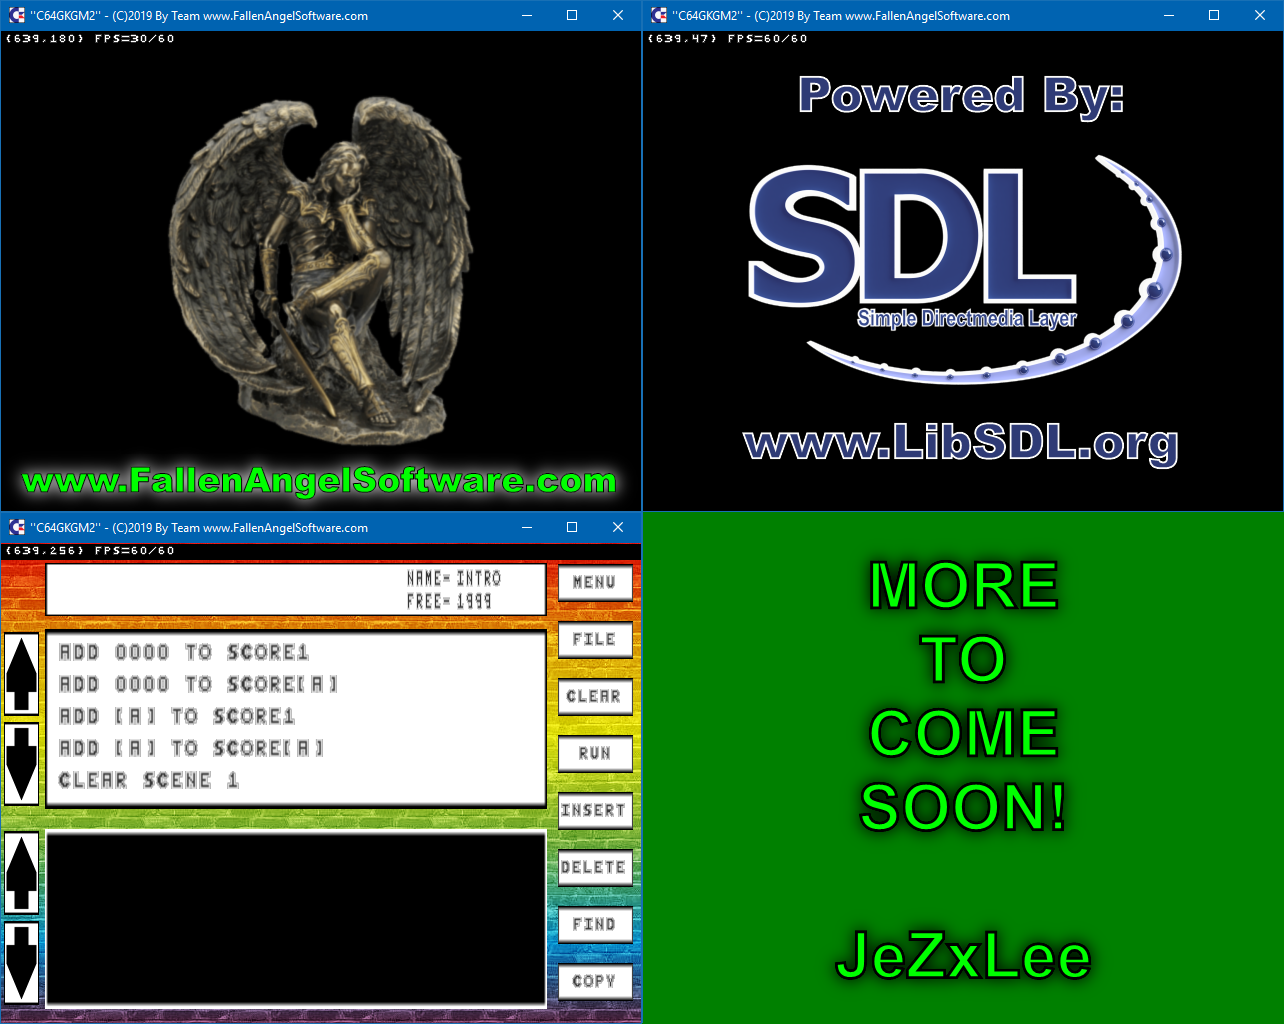 "C64GKGM2" - (C)2019 By Team www.FallenAngelSoftware.com
{639,180} FPS=30/60
www.FallenAngelSoftware.com
"C64GKGM2" - (C)2019 By Team www.FallenAngelSoftware.com
{639,47} FPS=60/60
Powered By:
SDL
Simple Directmedia Layer
www.LibSDL.org
"C64GKGM2" - (C)2019 By Team www.FallenAngelSoftware.com
{639,256} FPS=60/60
NAME= INTRO
FREE= 1999
ADD 0000 TO SCORE1
ADD 0000 TO SCORE[A]
ADD [A] TO SCORE1
ADD [A] TO SCORE[A]
CLEAR SCENE 1
MENU
FILE
CLEAR
RUN
INSERT
DELETE
FIND
COPY
MORE
TO
COME
SOON!
JeZxLee